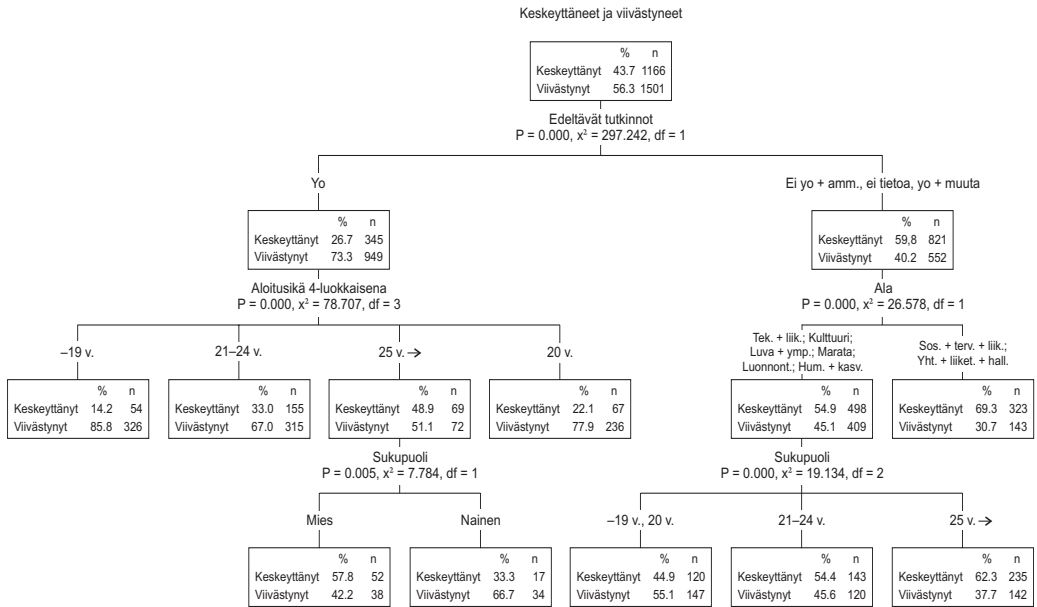 Keskeyttäneet ja viivästyneet
% n
Keskeyttänyt 43.7 1166
Viivästynyt 56.3 1501
Edeltävät tutkinnot
P = 0.000, x² = 297.242, df = 1
Yo
% n
Keskeyttänyt 26.7 345
Viivästynyt 73.3 949
Ei yo + amm., ei tietoa, yo + muuta
% n
Keskeyttänyt 59,8 821
Viivästynyt 40.2 552
Aloitusikä 4-luokkaisena
P = 0.000, x² = 78.707, df = 3
Ala
P = 0.000, x² = 26.578, df = 1
–19 v.
% n
Keskeyttänyt 14.2 54
Viivästynyt 85.8 326
21–24 v.
% n
Keskeyttänyt 33.0 155
Viivästynyt 67.0 315
25 v. →
% n
Keskeyttänyt 48.9 69
Viivästynyt 51.1 72
20 v.
% n
Keskeyttänyt 22.1 67
Viivästynyt 77.9 236
Tek. + liik.; Kulttuuri;
Luva + ymp.; Marata;
Luonnont.; Hum. + kasv.
% n
Keskeyttänyt 54.9 498
Viivästynyt 45.1 409
Sos. + terv. + liik.;
Yht. + liiket. + hall.
% n
Keskeyttänyt 69.3 323
Viivästynyt 30.7 143
Sukupuoli
P = 0.005, x² = 7.784, df = 1
Sukupuoli
P = 0.000, x² = 19.134, df = 2
Mies
% n
Keskeyttänyt 57.8 52
Viivästynyt 42.2 38
Nainen
% n
Keskeyttänyt 33.3 17
Viivästynyt 66.7 34
–19 v., 20 v.
% n
Keskeyttänyt 44.9 120
Viivästynyt 55.1 147
21–24 v.
% n
Keskeyttänyt 54.4 143
Viivästynyt 45.6 120
25 v. →
% n
Keskeyttänyt 62.3 235
Viivästynyt 37.7 142